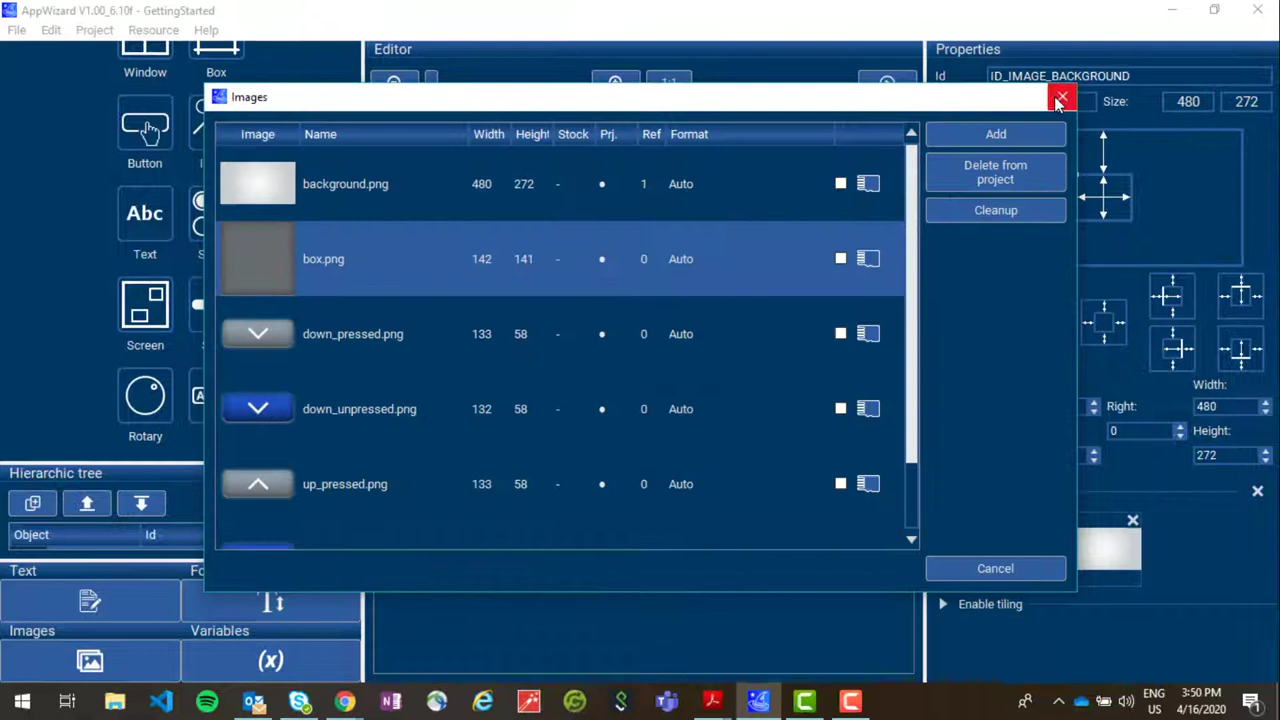 AppWizard V1.00_6.10f - GettingStarted
File Edit Project Resource Help
Window Box
Button
Abc
Text
Screen
Rotary
Hierarchic tree
Object Id
Text
Images Variables
(x)
Editor
1:1
Images
Image Name Width Height Stock Prj. Ref Format
background.png 480 272 - 1 Auto
box.png 142 141 - 0 Auto
down_pressed.png 133 58 - 0 Auto
down_unpressed.png 132 58 - 0 Auto
up_pressed.png 133 58 - 0 Auto
Add
Delete from
project
Cleanup
Cancel
Properties
Id ID_IMAGE_BACKGROUND
Size: 480 272
Width:
Right: 480
0 Height:
272
Enable tiling
ENG
US
3:50 PM
4/16/2020